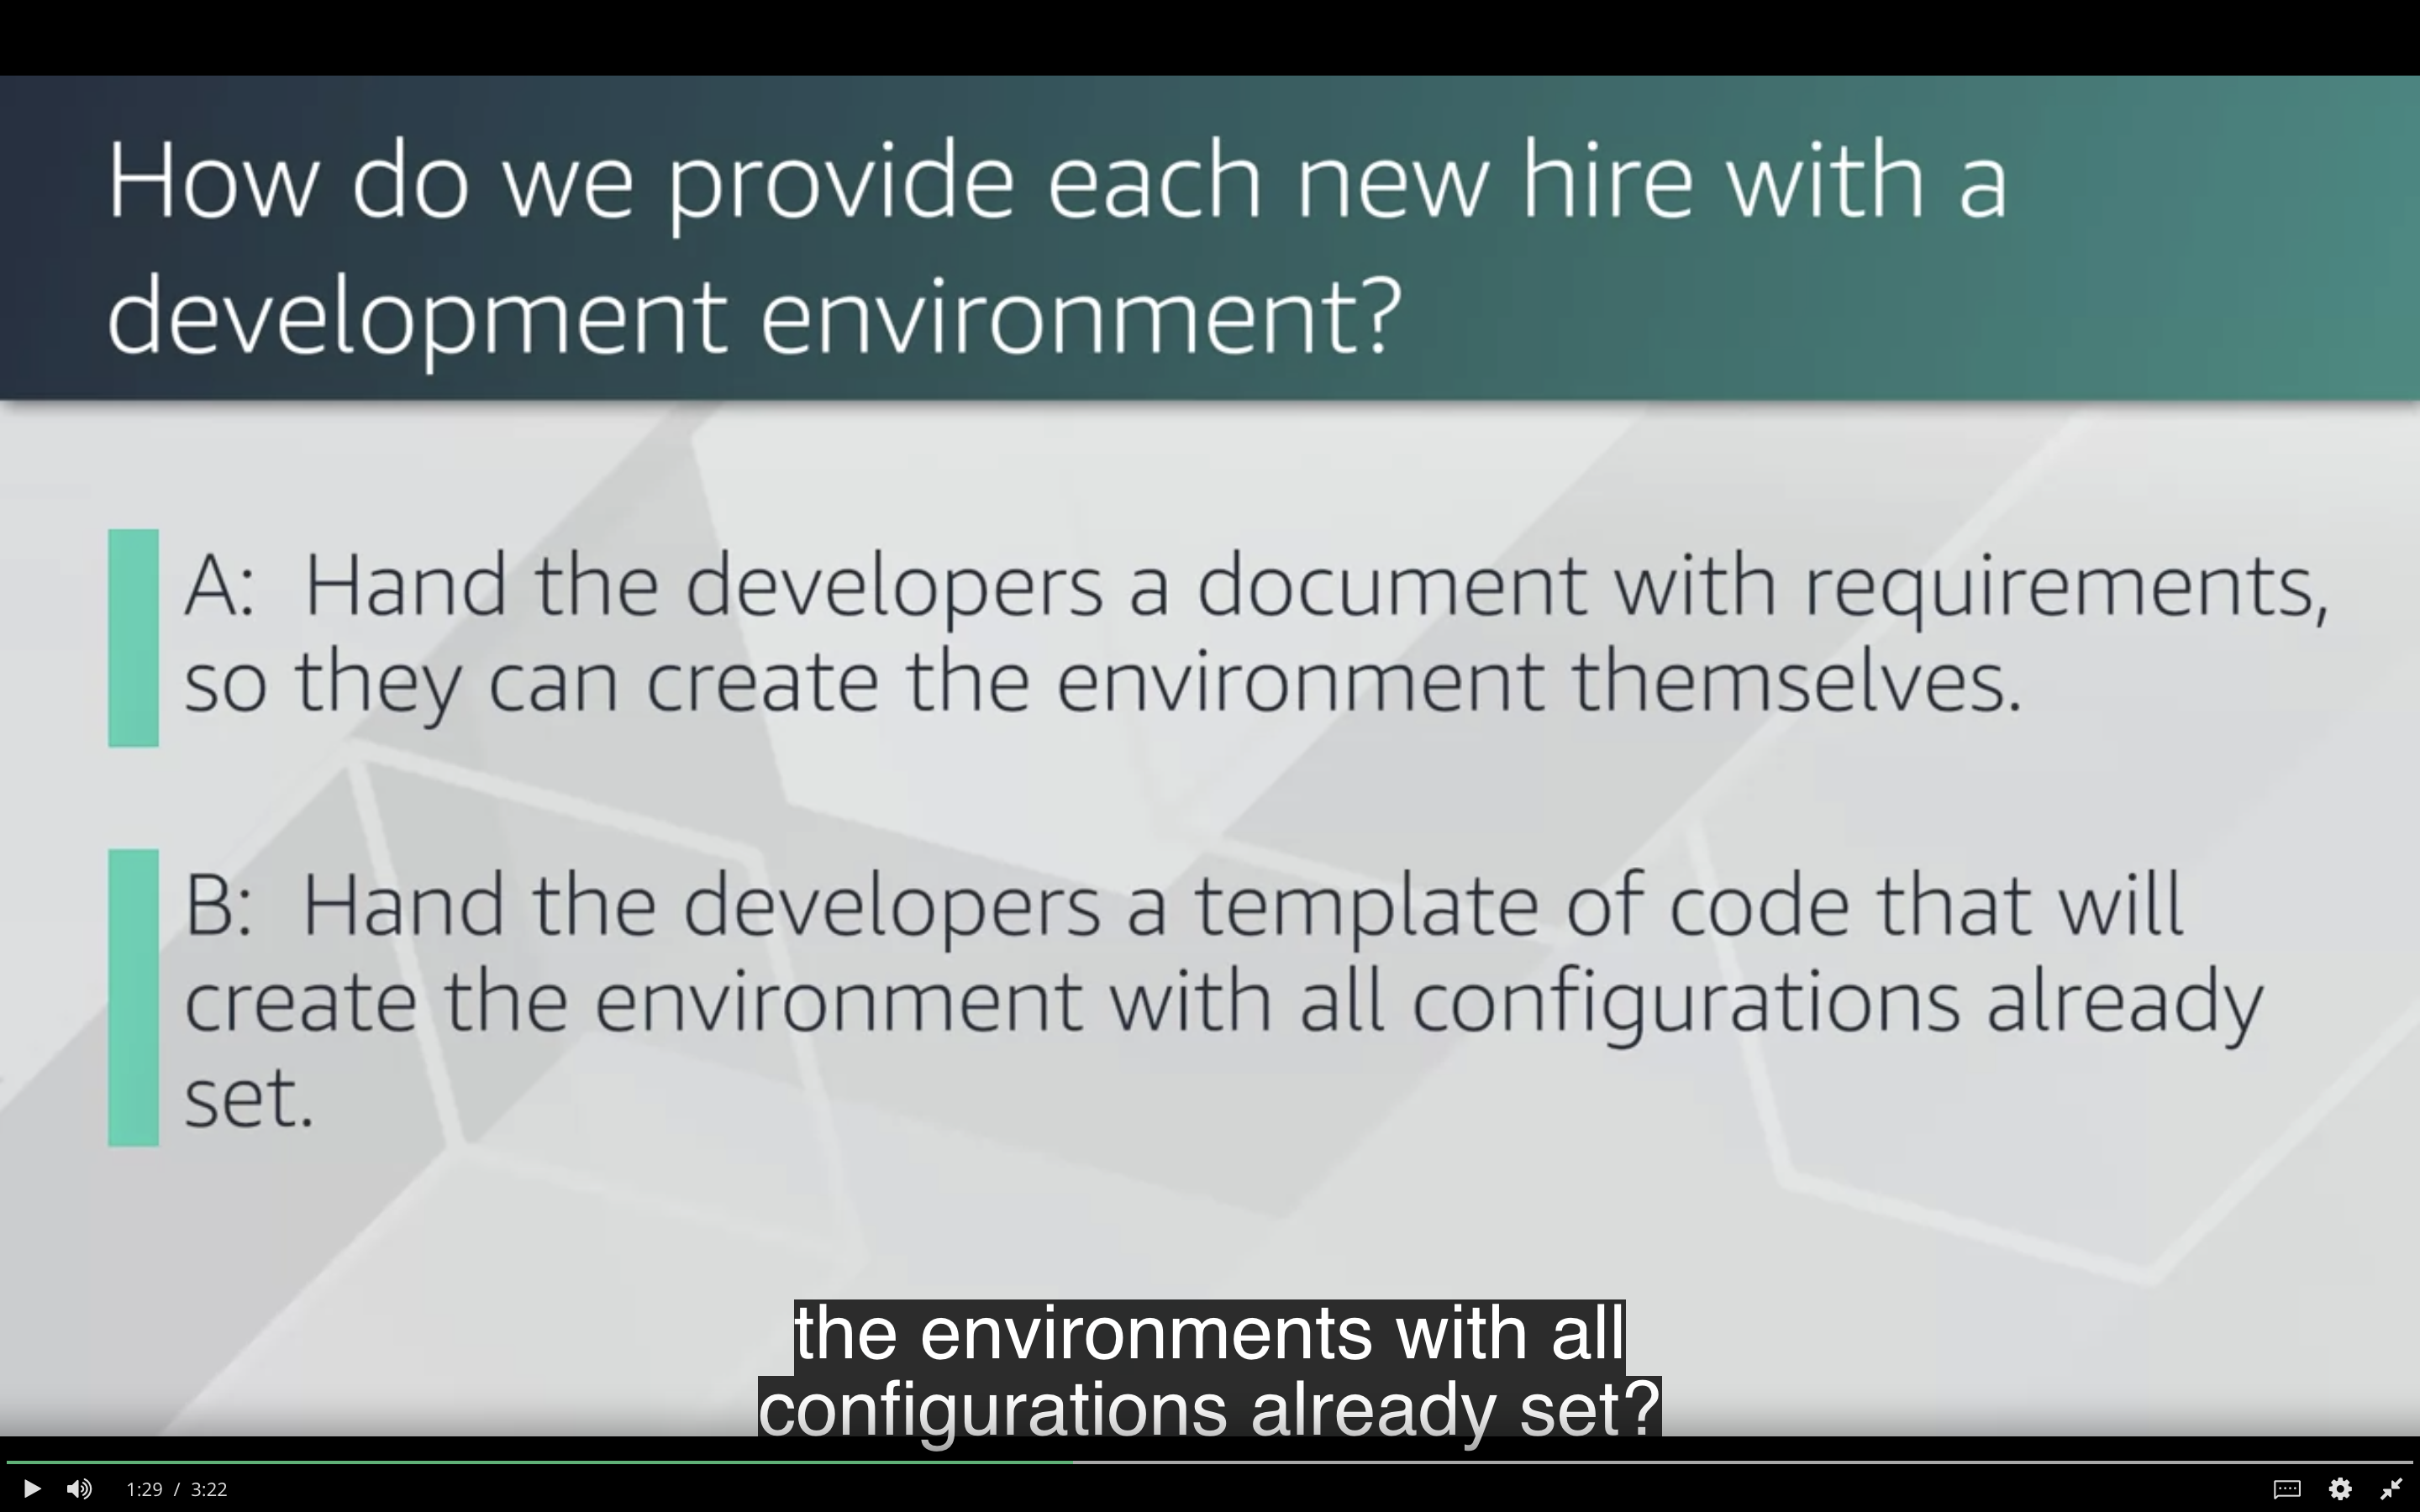 How do we provide each new hire with a
development environment?
A: Hand the developers a document with requirements,
so they can create the environment themselves.
B: Hand the developers a template of code that will
create the environment with all configurations already
set.
the environments with all
configurations already set?
1:29 / 3:22